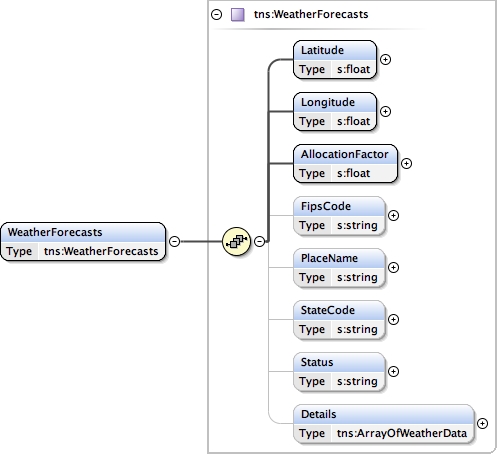 tns:WeatherForecasts
Latitude
Type s:float
Longitude
Type s:float
AllocationFactor
Type s:float
FipsCode
Type s:string
WeatherForecasts
Type tns:WeatherForecasts
PlaceName
Type s:string
StateCode
Type s:string
Status
Type s:string
Details
Type tns:ArrayOfWeatherData